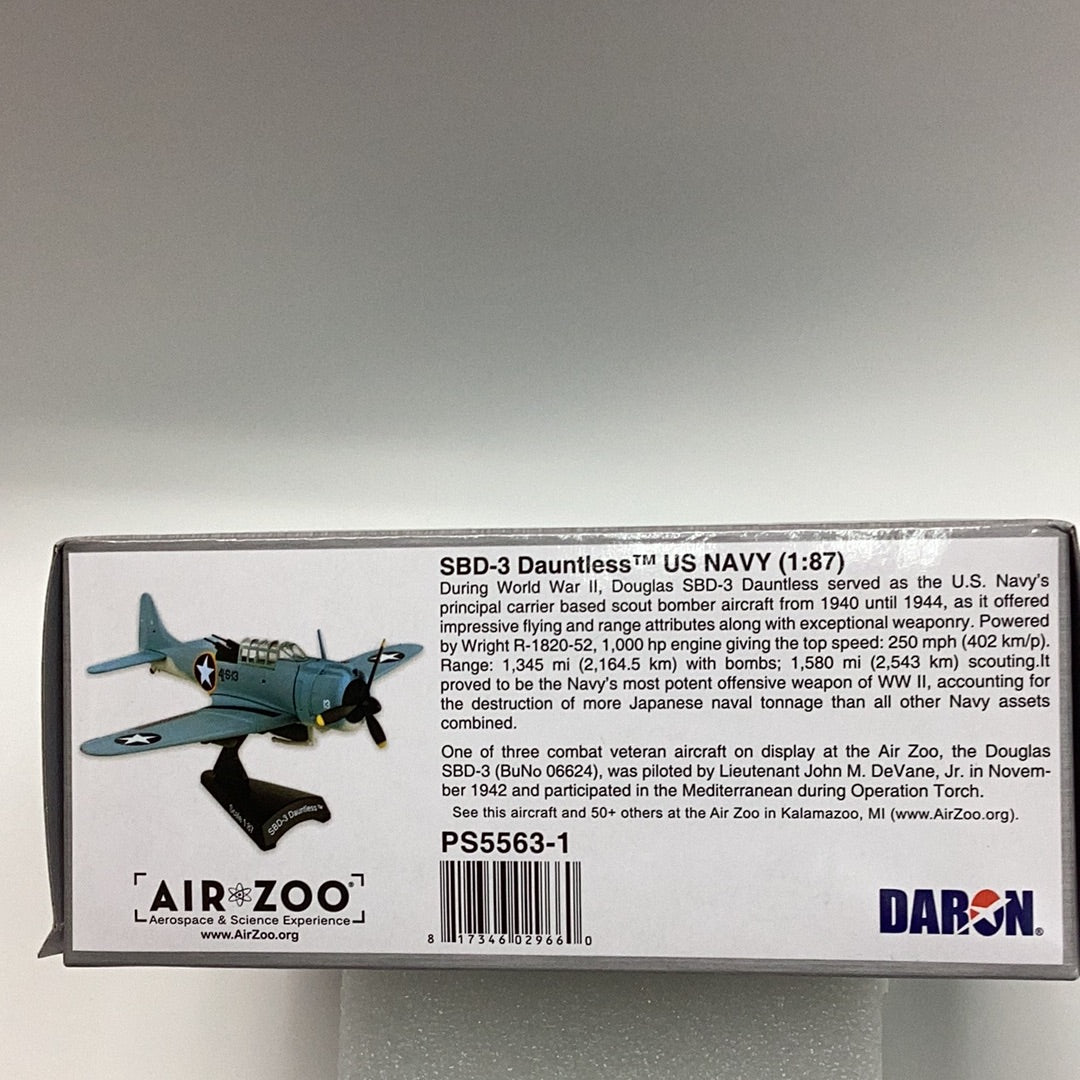 SBD-3 Dauntless™ US NAVY (1:87)
During World War II, Douglas SBD-3 Dauntless served as the U.S. Navy's
principal carrier based scout bomber aircraft from 1940 until 1944, as it offered
impressive flying and range attributes along with exceptional weaponry. Powered
by Wright R-1820-52, 1,000 hp engine giving the top speed: 250 mph (402 km/p).
Range: 1,345 mi (2,164.5 km) with bombs; 1,580 mi (2,543 km) scouting.It
proved to be the Navy's most potent offensive weapon of WW II, accounting for
the destruction of more Japanese naval tonnage than all other Navy assets
combined.
One of three combat veteran aircraft on display at the Air Zoo, the Douglas
SBD-3 (BuNo 06624), was piloted by Lieutenant John M. DeVane, Jr. in Novem-
ber 1942 and participated in the Mediterranean during Operation Torch.
See this aircraft and 50+ others at the Air Zoo in Kalamazoo, MI (www.AirZoo.org).
PS5563-1
8 17346 02966 0
4613
13
Scale 1:87
SBD-3 Dauntless™
AIR ZOO®
Aerospace & Science Experience
www.AirZoo.org
DARON®